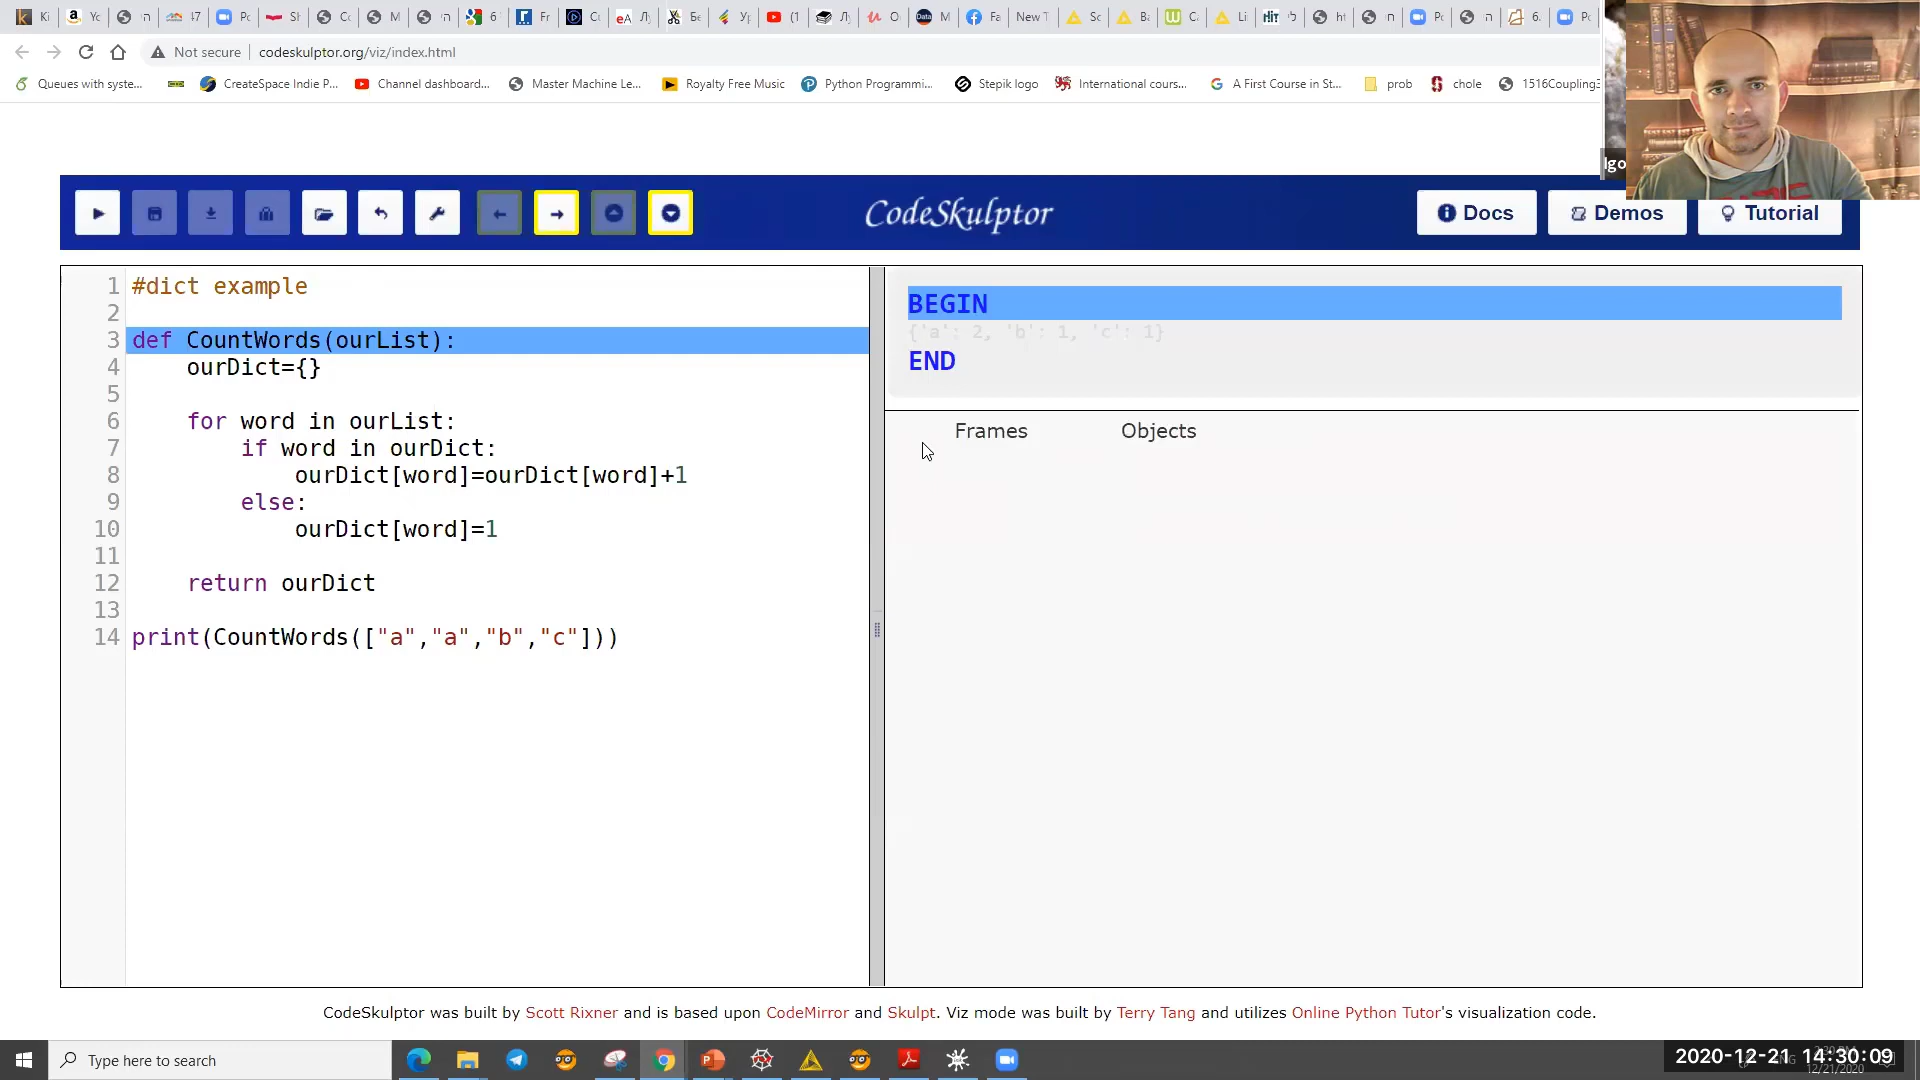 Not secure codeskulptor.org/viz/index.html
Queues with syste... CreateSpace Indie P... Channel dashboard... Master Machine Le... Royalty Free Music Python Programmi... Stepik logo International cours... A First Course in St... prob chole 1516Coupling
Igo
CodeSkulptor
Docs
Demos
Tutorial
1 #dict example
2
3 def CountWords(ourList):
4 ourDict={}
5
6 for word in ourList:
7 if word in ourDict:
8 ourDict[word]=ourDict[word]+1
9 else:
10 ourDict[word]=1
11
12 return ourDict
13
14 print(CountWords(["a","a","b","c"]))
BEGIN
{'a': 2, 'b': 1, 'c': 1}
END
Frames Objects
CodeSkulptor was built by Scott Rixner and is based upon CodeMirror and Skulpt. Viz mode was built by Terry Tang and utilizes Online Python Tutor's visualization code.
Type here to search
2020-12-21 14:30:09
12/21/2020